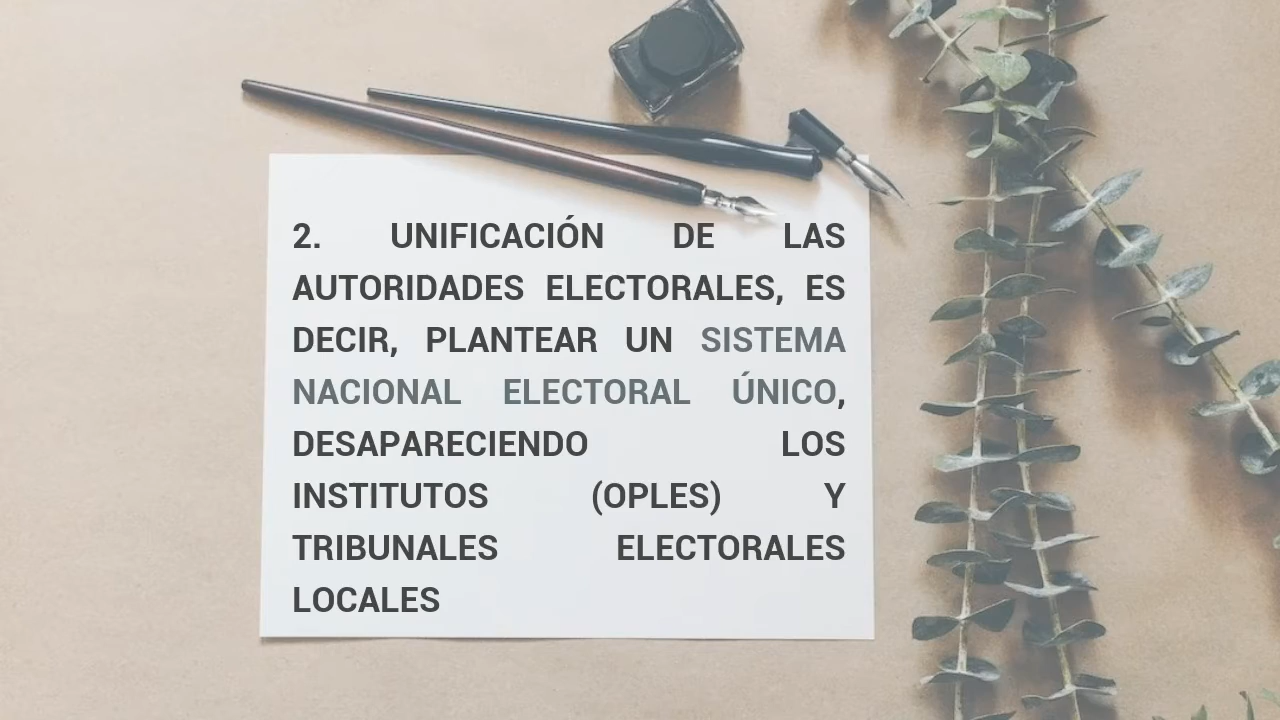 2. UNIFICACIÓN DE LAS
AUTORIDADES ELECTORALES, ES
DECIR, PLANTEAR UN SISTEMA
NACIONAL ELECTORAL ÚNICO,
DESAPARECIENDO LOS
INSTITUTOS (OPLES) Y
TRIBUNALES ELECTORALES
LOCALES